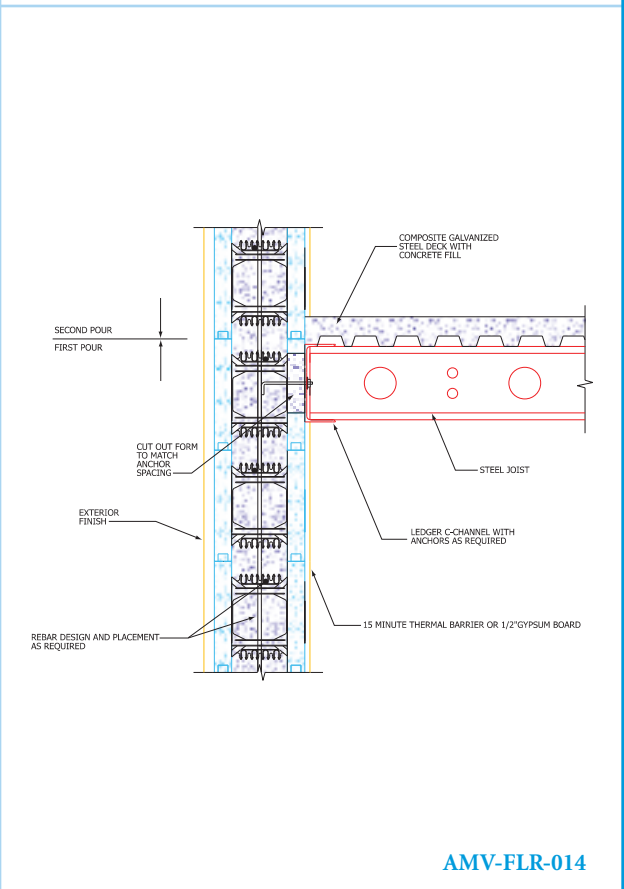 COMPOSITE GALVANIZED
STEEL DECK WITH
CONCRETE FILL
SECOND POUR
FIRST POUR
CUT OUT FORM
TO MATCH
ANCHOR
SPACING
STEEL JOIST
EXTERIOR
FINISH
LEDGER C-CHANNEL WITH
ANCHORS AS REQUIRED
15 MINUTE THERMAL BARRIER OR 1/2"GYPSUM BOARD
REBAR DESIGN AND PLACEMENT
AS REQUIRED
AMV-FLR-014